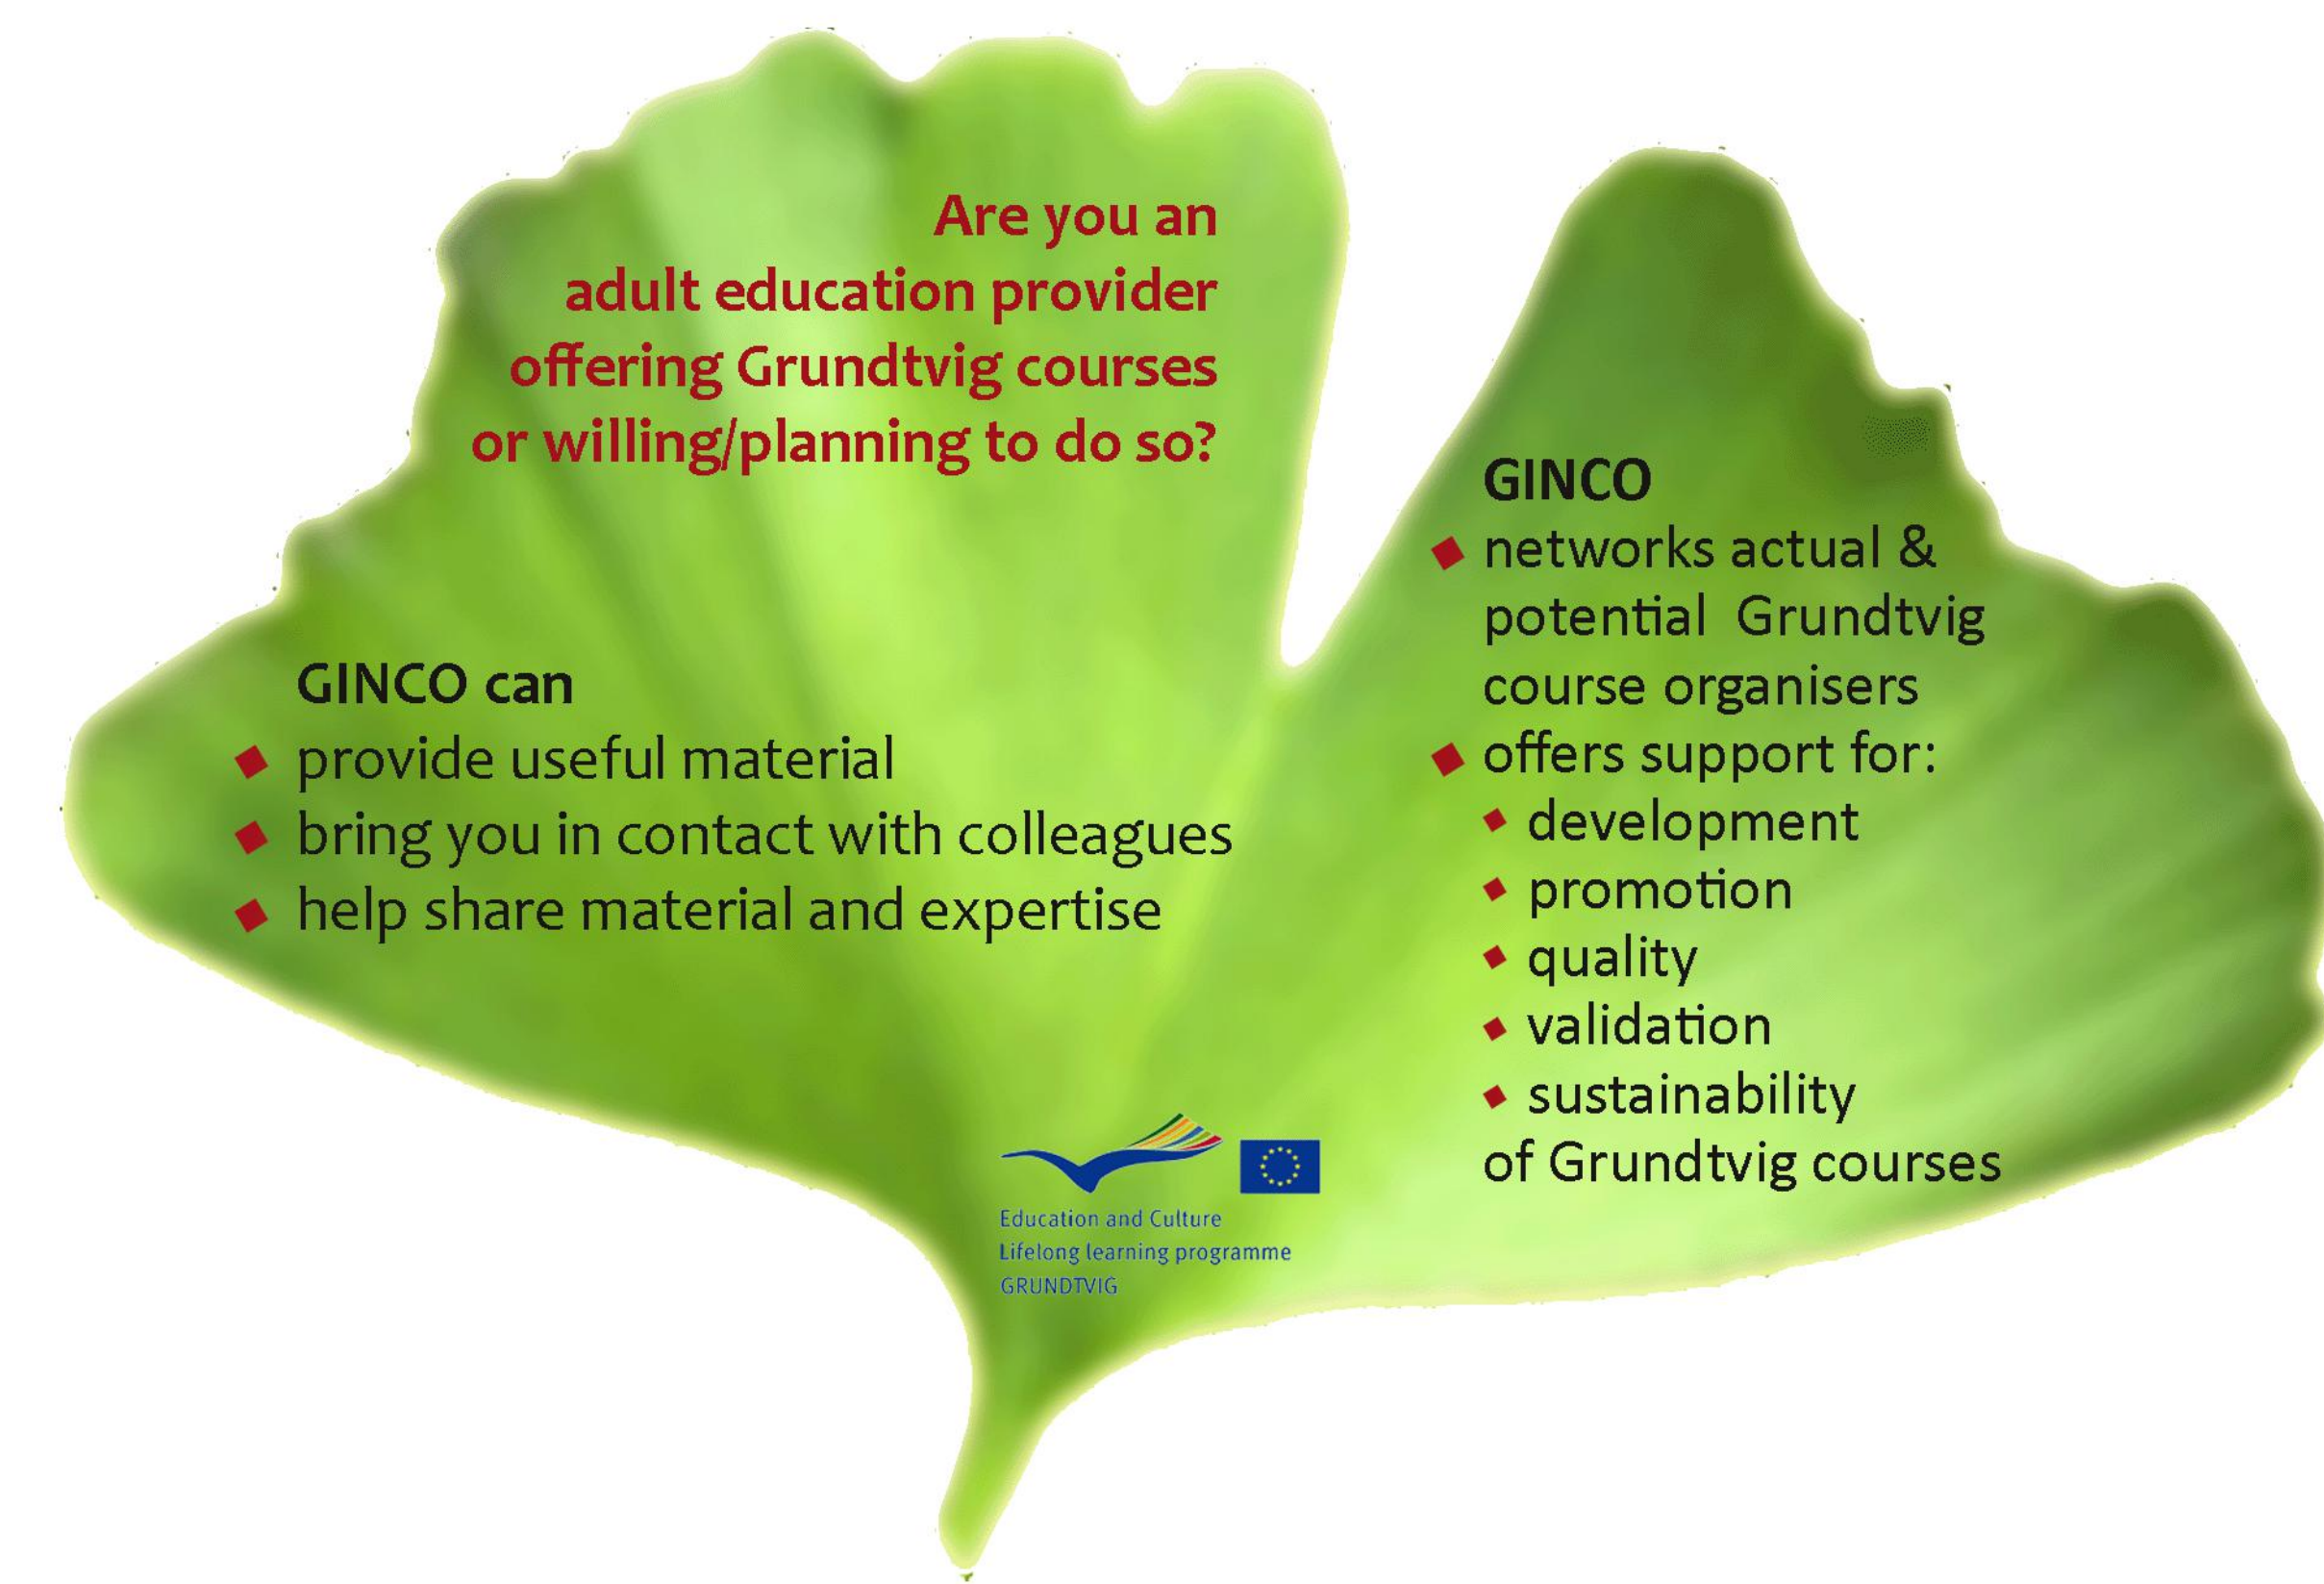 Are you an
adult education provider
offering Grundtvig courses
or willing/planning to do so?
GINCO can
◆ provide useful material
◆ bring you in contact with colleagues
◆ help share material and expertise
GINCO
◆ networks actual &
potential Grundtvig
course organisers
◆ offers support for:
◆ development
◆ promotion
◆ quality
◆ validation
◆ sustainability
of Grundtvig courses
Education and Culture
Lifelong learning programme
GRUNDTVIG